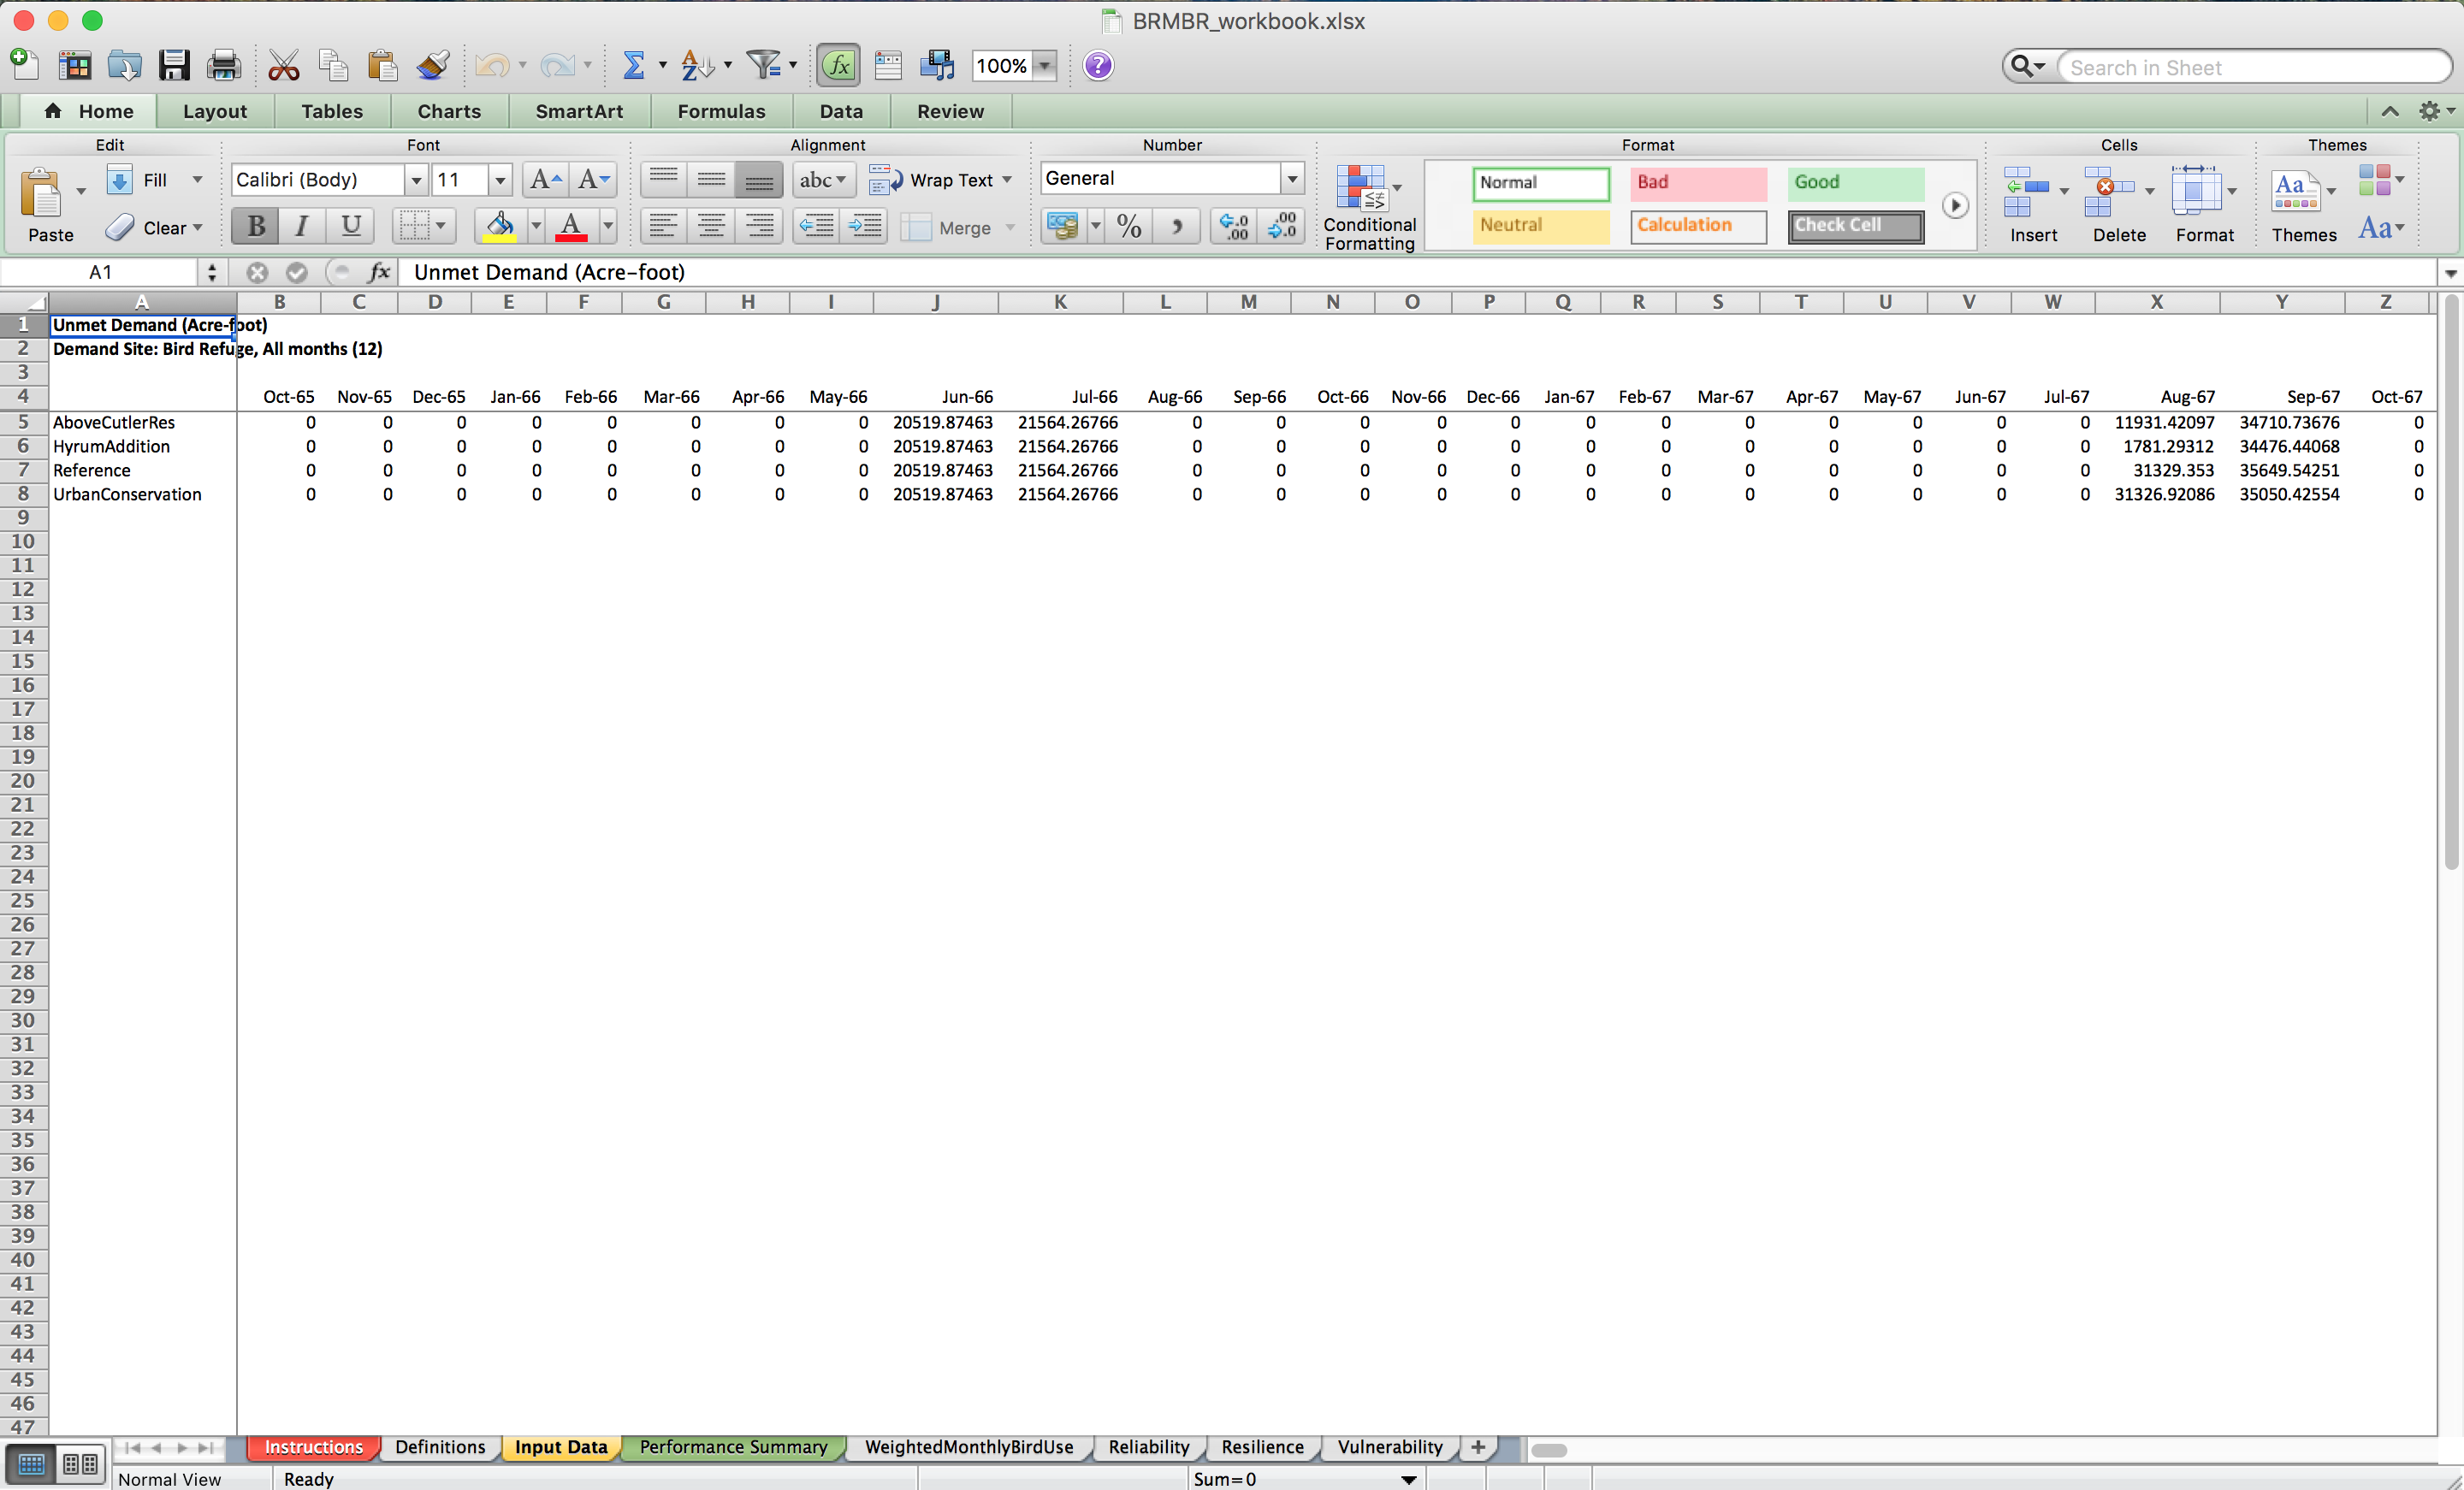 BRMBR_workbook.xlsx
100%
Search in Sheet
Home Layout Tables Charts SmartArt Formulas Data Review
Edit Font Alignment Number Format Cells Themes
Fill Calibri (Body) 11 A A abc Wrap Text General Normal Bad Good
Paste Clear B I U A Merge % Conditional Formatting Neutral Calculation Check Cell Insert Delete Format Themes Aa
A1 fx Unmet Demand (Acre-foot)
A B C D E F G H I J K L M N O P Q R S T U V W X Y Z
1 Unmet Demand (Acre-foot)
2 Demand Site: Bird Refuge, All months (12)
3
4 Oct-65 Nov-65 Dec-65 Jan-66 Feb-66 Mar-66 Apr-66 May-66 Jun-66 Jul-66 Aug-66 Sep-66 Oct-66 Nov-66 Dec-66 Jan-67 Feb-67 Mar-67 Apr-67 May-67 Jun-67 Jul-67 Aug-67 Sep-67 Oct-67
5 AboveCutlerRes 0 0 0 0 0 0 0 0 20519.87463 21564.26766 0 0 0 0 0 0 0 0 0 0 0 0 11931.42097 34710.73676 0
6 HyrumAddition 0 0 0 0 0 0 0 0 20519.87463 21564.26766 0 0 0 0 0 0 0 0 0 0 0 0 1781.29312 34476.44068 0
7 Reference 0 0 0 0 0 0 0 0 20519.87463 21564.26766 0 0 0 0 0 0 0 0 0 0 0 0 31329.353 35649.54251 0
8 UrbanConservation 0 0 0 0 0 0 0 0 20519.87463 21564.26766 0 0 0 0 0 0 0 0 0 0 0 0 31326.92086 35050.42554 0
9
10
11
12
13
14
15
16
17
18
19
20
21
22
23
24
25
26
27
28
29
30
31
32
33
34
35
36
37
38
39
40
41
42
43
44
45
46
47
Instructions Definitions Input Data Performance Summary WeightedMonthlyBirdUse Reliability Resilience Vulnerability +
Normal View Ready Sum=0